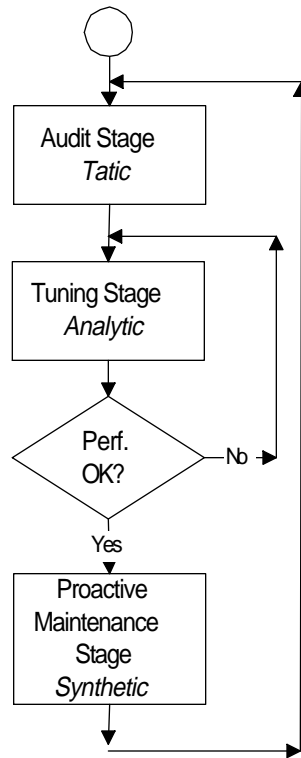 Audit Stage
Tatic
Tuning Stage
Analytic
Perf.
OK?
No
Yes
Proactive
Maintenance
Stage
Synthetic